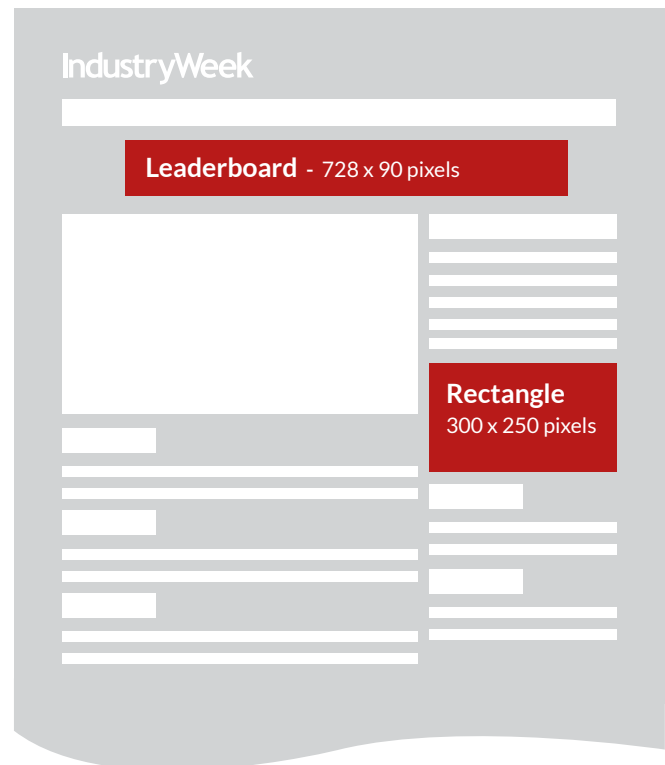 IndustryWeek
Leaderboard - 728 x 90 pixels
Rectangle
300 x 250 pixels